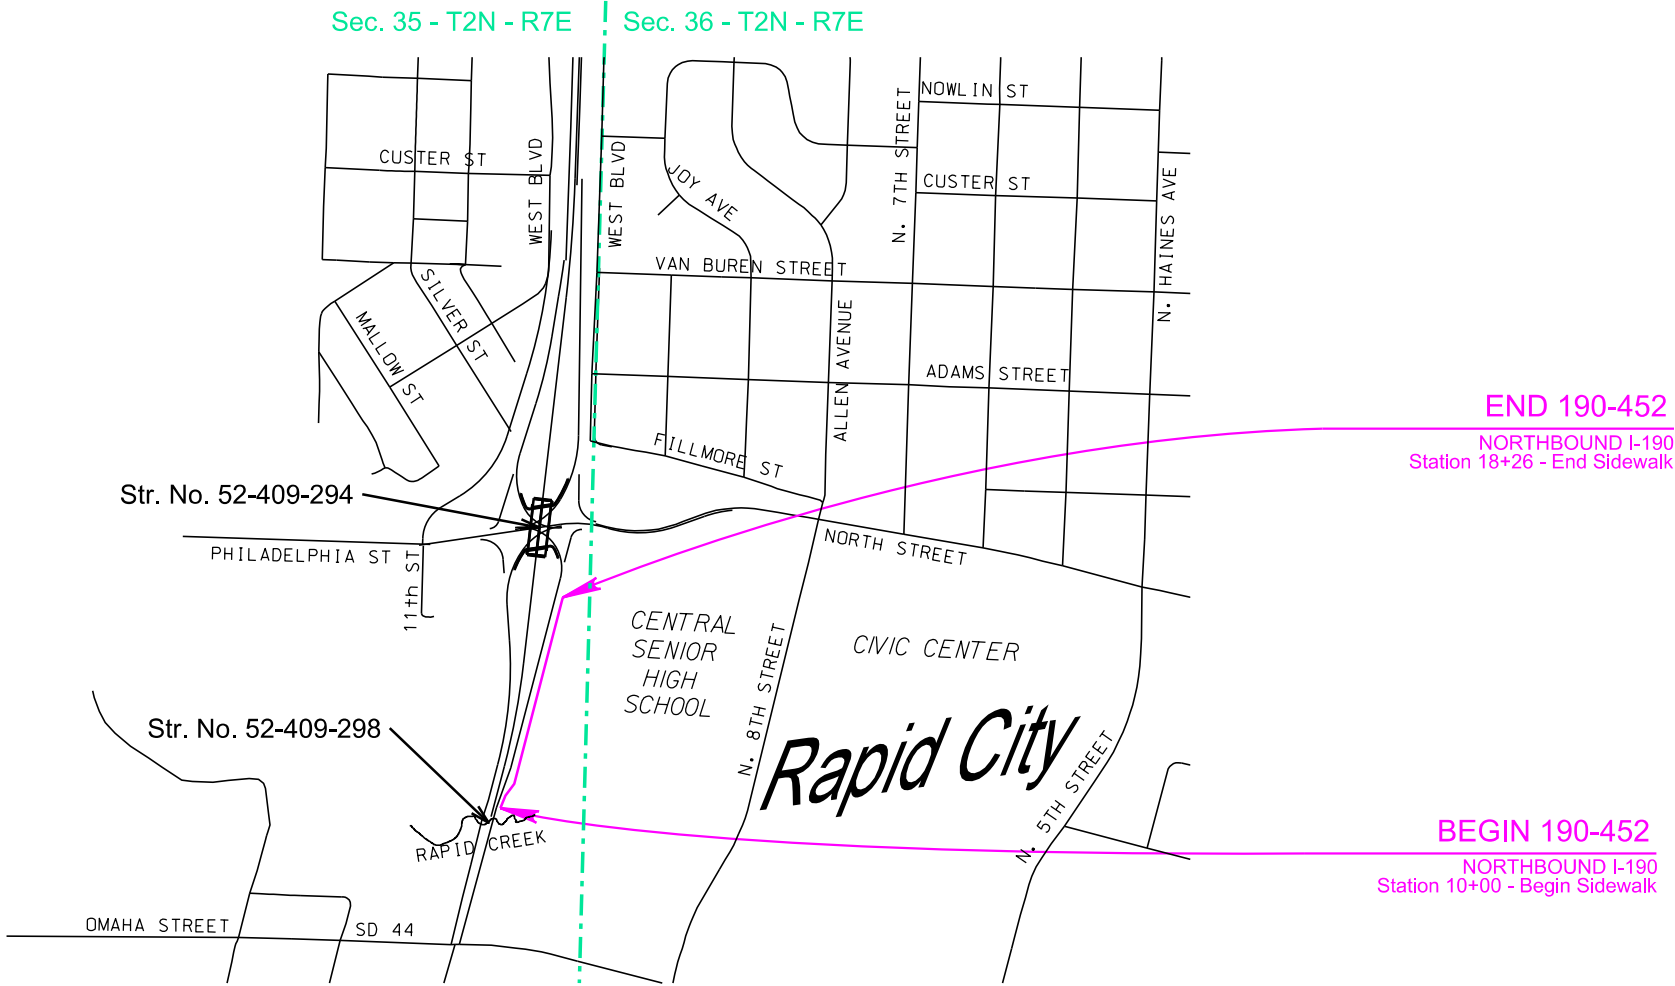 Sec. 35 - T2N - R7E
Sec. 36 - T2N - R7E
NOWLIN ST
N. 7TH STREET
CUSTER ST
WEST BLVD
WEST BLVD
JOY AVE
CUSTER ST
N. HAINES AVE
VAN BUREN STREET
SILVER ST
MALLOW ST
ALLEN AVENUE
ADAMS STREET
END 190-452
NORTHBOUND I-190
Station 18+26 - End Sidewalk
FILLMORE ST
Str. No. 52-409-294
PHILADELPHIA ST
11th ST
NORTH STREET
CENTRAL
SENIOR
HIGH
SCHOOL
CIVIC CENTER
N. 8TH STREET
Str. No. 52-409-298
Rapid City
N. 5TH STREET
RAPID CREEK
BEGIN 190-452
NORTHBOUND I-190
Station 10+00 - Begin Sidewalk
OMAHA STREET
SD 44